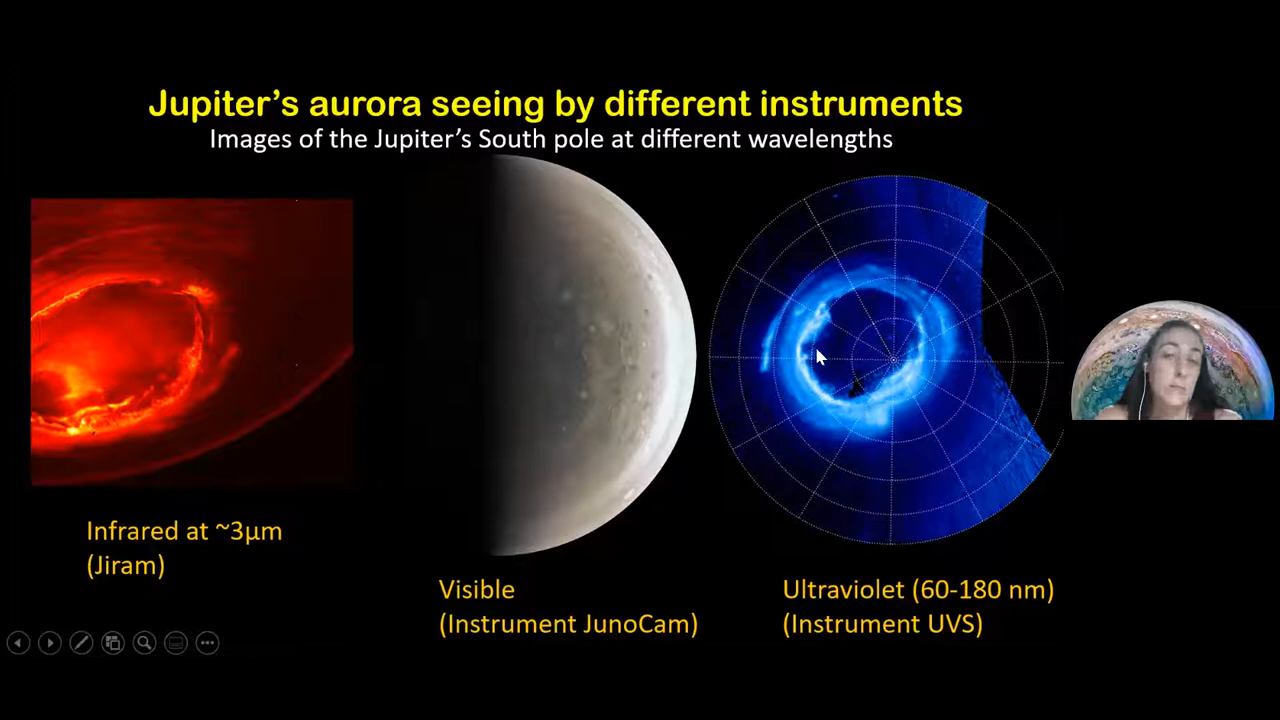 Jupiter's aurora seeing by different instruments
Images of the Jupiter's South pole at different wavelengths
Infrared at ~3μm
(Jiram)
Visible
(Instrument JunoCam)
Ultraviolet (60-180 nm)
(Instrument UVS)